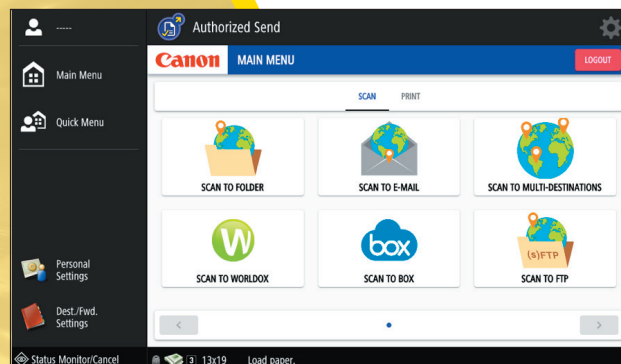 -----
Authorized Send
Canon
MAIN MENU
LOGOUT
Main Menu
Quick Menu
SCAN
PRINT
SCAN TO FOLDER
SCAN TO E-MAIL
SCAN TO MULTI-DESTINATIONS
W
SCAN TO WORLDOX
box
SCAN TO BOX
(s)FTP
SCAN TO FTP
Personal
Settings
Dest./Fwd.
Settings
Status Monitor/Cancel
3 13x19 Load paper.